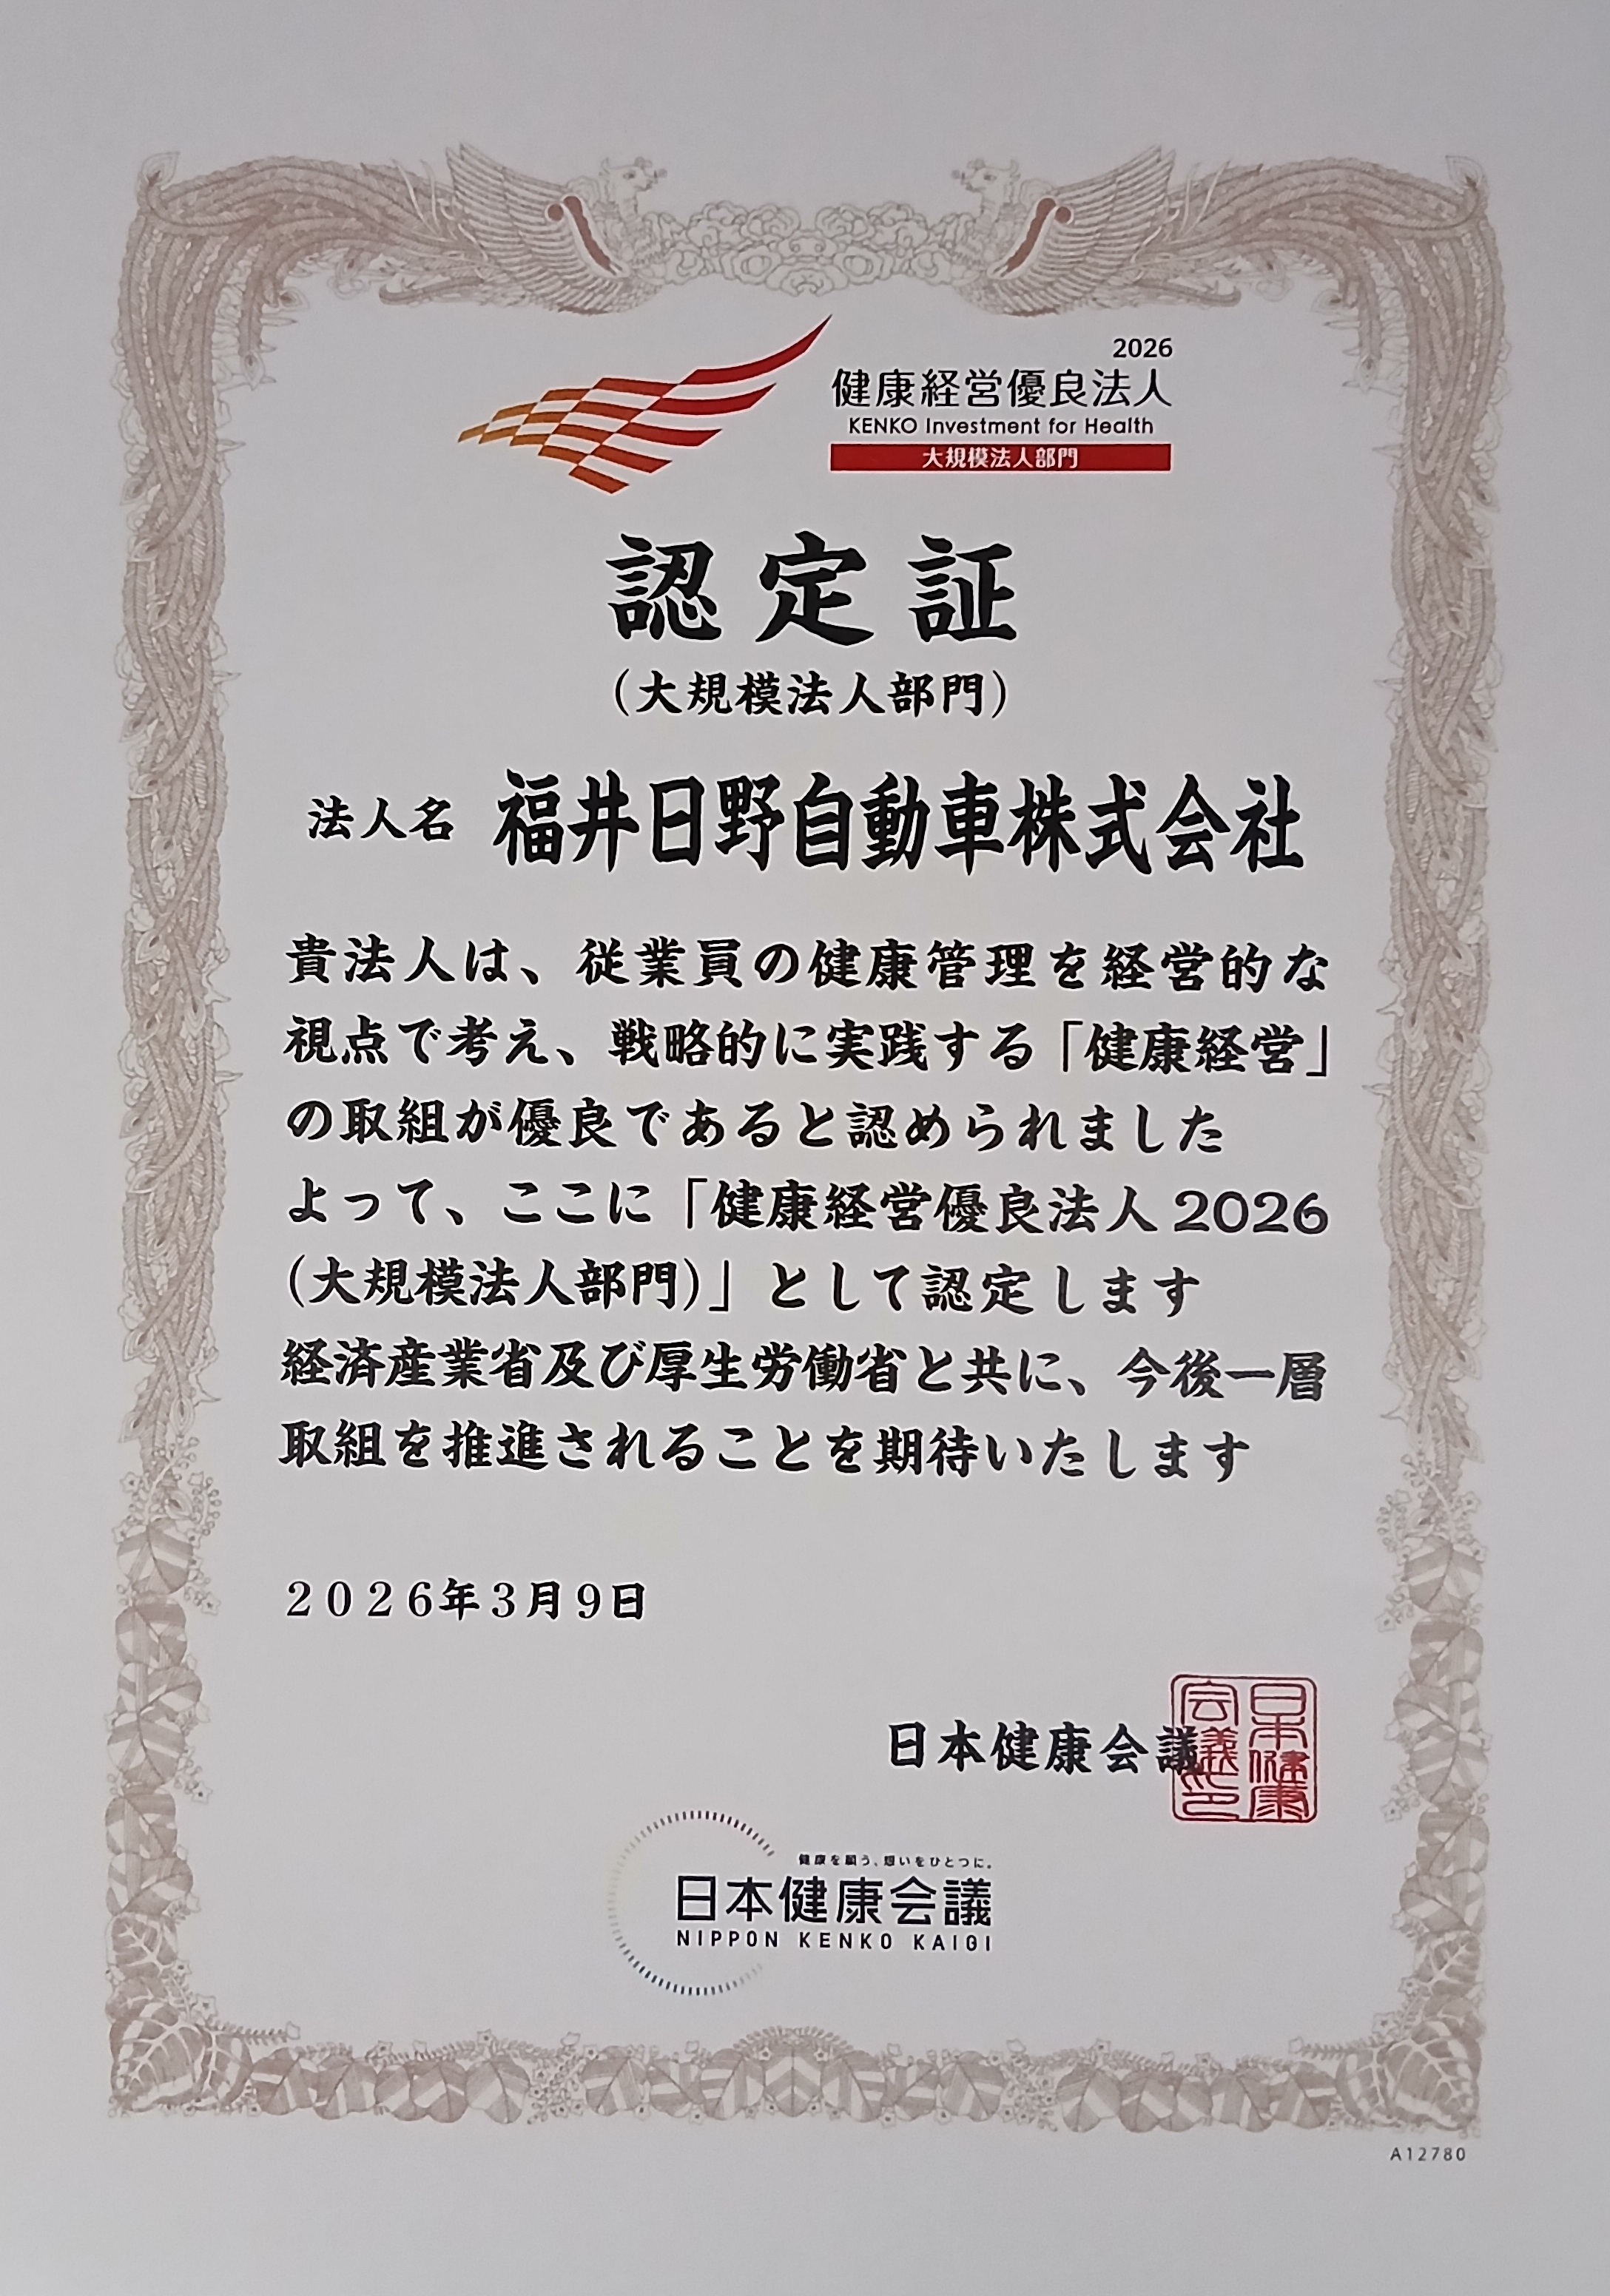 2026
健康経営優良法人
KENKO Investment for Health
大規模法人部門
認定証
(大規模法人部門)
法人名 福井日野自動車株式会社
貴法人は、従業員の健康管理を経営的な
視点で考え、戦略的に実践する「健康経営」
の取組が優良であると認められました
よって、ここに「健康経営優良法人2026
(大規模法人部門)」として認定します
経済産業省及び厚生労働省と共に、今後一層
取組を推進されることを期待いたします
2026年3月9日
日本健康会議
日本健康
会議之印
健康を願う、想いをひとつに。
日本健康会議
NIPPON KENKO KAIGI
A12780